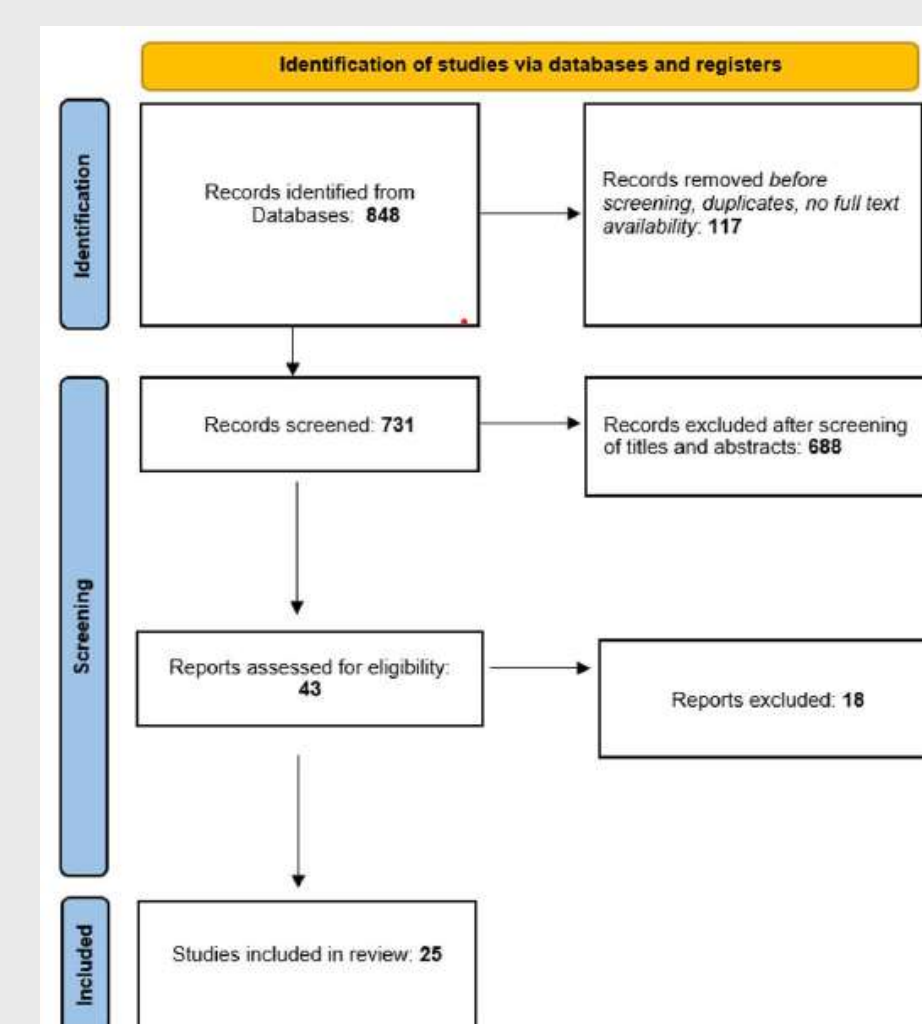 Identification of studies via databases and registers
Identification
Records identified from
Databases: 848
Records removed before
screening, duplicates, no full text
availability: 117
Screening
Records screened: 731
Records excluded after screening
of titles and abstracts: 688
Reports assessed for eligibility:
43
Reports excluded: 18
Included
Studies included in review: 25